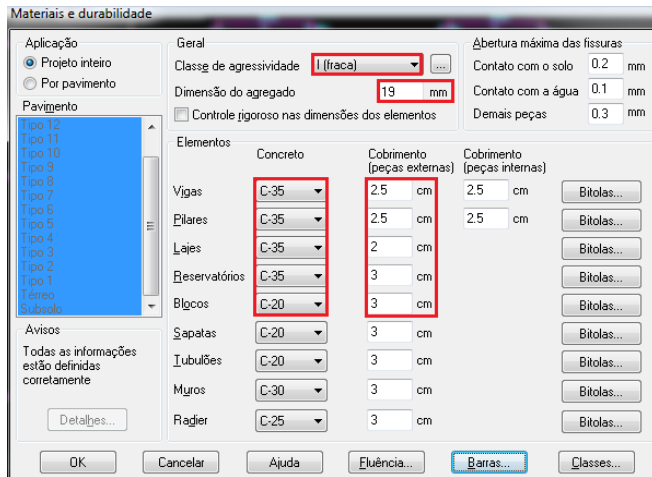 Materiais e durabilidade
Aplicação
Projeto inteiro
Por pavimento
Pavimento
Tipo 12
Tipo 11
Tipo 10
Tipo 9
Tipo 8
Tipo 7
Tipo 6
Tipo 5
Tipo 4
Tipo 3
Tipo 2
Tipo 1
Térreo
Subsolo
Avisos
Todas as informações
estão definidas
corretamente
Detalhes...
Geral
Classe de agressividade I (fraca) ...
Dimensão do agregado 19 mm
Controle rigoroso nas dimensões dos elementos
Abertura máxima das fissuras
Contato com o solo 0.2 mm
Contato com a água 0.1 mm
Demais peças 0.3 mm
Elementos
Concreto Cobrimento (peças externas) Cobrimento (peças internas)
Vigas C-35 2.5 cm 2.5 cm Bitolas...
Pilares C-35 2.5 cm 2.5 cm Bitolas...
Lajes C-35 2 cm Bitolas...
Reservatórios C-35 3 cm Bitolas...
Blocos C-20 3 cm Bitolas...
Sapatas C-20 3 cm Bitolas...
Tubulões C-20 3 cm Bitolas...
Muros C-30 3 cm Bitolas...
Radier C-25 3 cm Bitolas...
OK Cancelar Ajuda Fluência... Barras... Classes...